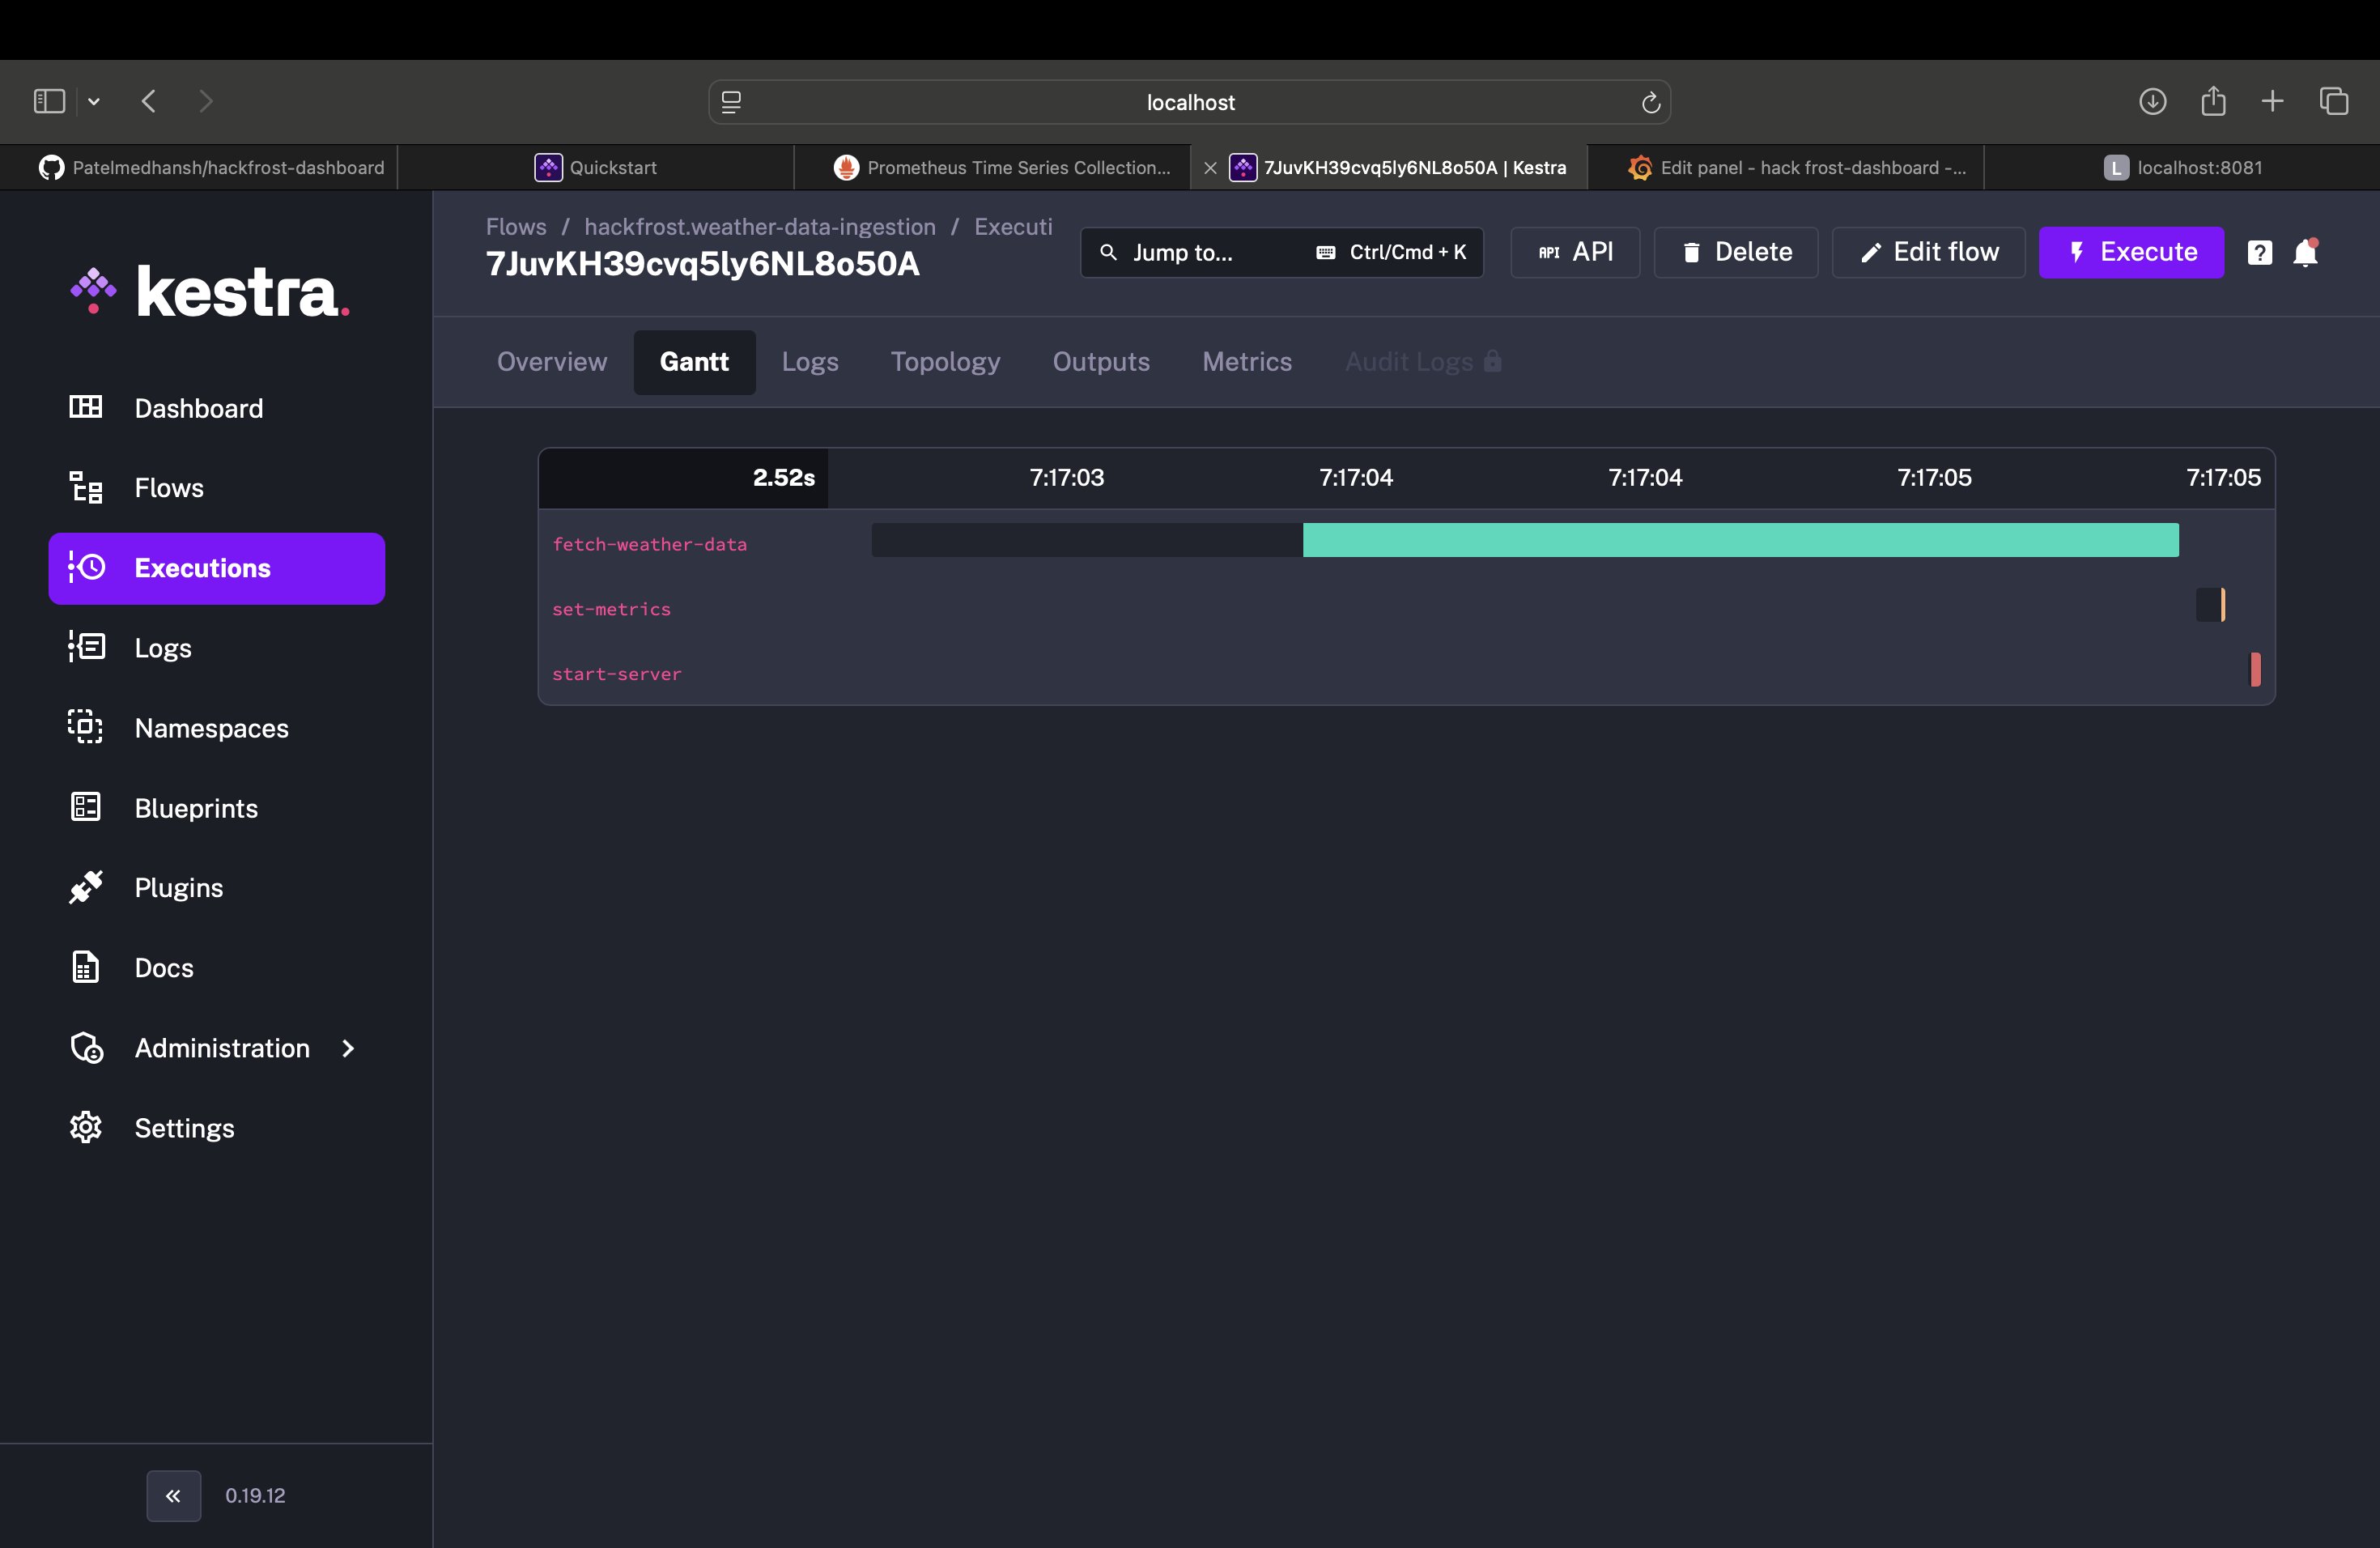 localhost
Patelmedhansh/hackfrost-dashboard
Quickstart
Prometheus Time Series Collection...
7JuvKH39cvq5ly6NL8o50A | Kestra
Edit panel - hack frost-dashboard -...
L localhost:8081
kestra.
Dashboard
Flows
Executions
Logs
Namespaces
Blueprints
Plugins
Docs
Administration
Settings
0.19.12
Flows / hackfrost.weather-data-ingestion / Executi
7JuvKH39cvq5ly6NL8o50A
Jump to... Ctrl/Cmd + K
API API
Delete
Edit flow
Execute
Overview Gantt Logs Topology Outputs Metrics Audit Logs
2.52s 7:17:03 7:17:04 7:17:04 7:17:05 7:17:05
fetch-weather-data
set-metrics
start-server